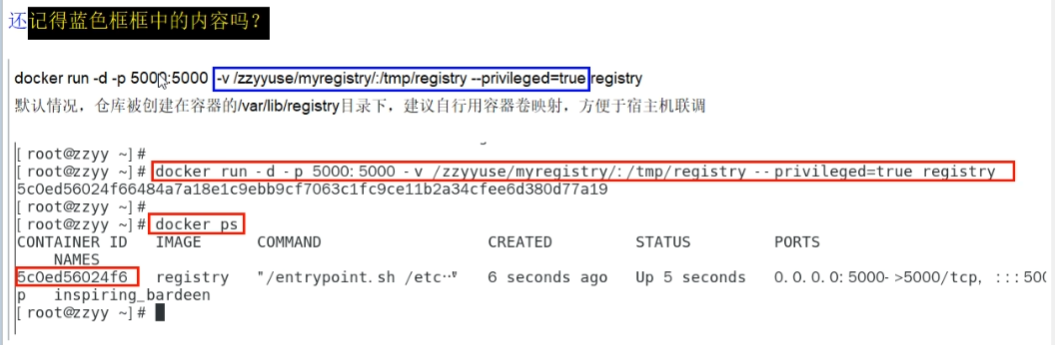 还记得蓝色框框中的内容吗？
docker run -d -p 5000:5000 -v /zzyyuse/myregistry/:/tmp/registry --privileged=true registry
默认情况，仓库被创建在容器的/var/lib/registry目录下，建议自行用容器卷映射，方便于宿主机联调
[root@zzyy ~]#
[root@zzyy ~]# docker run -d -p 5000:5000 -v /zzyyuse/myregistry/:/tmp/registry --privileged=true registry
5c0ed56024f66484a7a18e1c9ebb9cf7063c1fc9ce11b2a34cfee6d380d77a19
[root@zzyy ~]#
[root@zzyy ~]# docker ps
CONTAINER ID IMAGE COMMAND CREATED STATUS PORTS
NAMES
5c0ed56024f6 registry "/entrypoint.sh /etc…" 6 seconds ago Up 5 seconds 0.0.0.0:5000->5000/tcp, :::500
p inspiring_bardeen
[root@zzyy ~]#